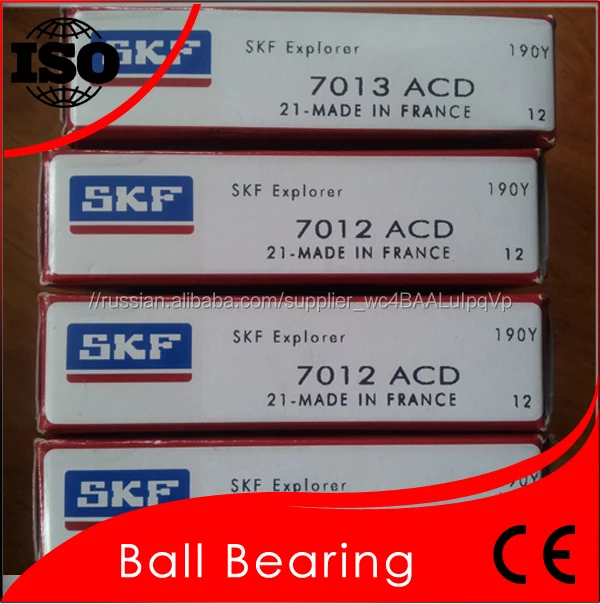 ISO
SKF
SKF Explorer
190Y
7013 ACD
21-MADE IN FRANCE
12
SKF
SKF Explorer
190Y
7012 ACD
21-MADE IN FRANCE
12
//russian.alibaba.com/supplier_wc4BAALuIpqVp
SKF
SKF Explorer
190Y
7012 ACD
21-MADE IN FRANCE
12
SKF
SKF Explorer
Ball Bearing
CE